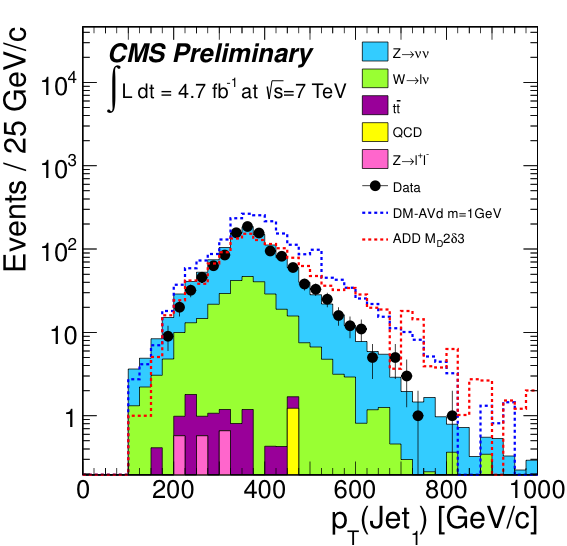 CMS Preliminary
∫ L dt = 4.7 fb⁻¹ at √s=7 TeV
Z→νν
W→lν
tt̄
QCD
Z→l⁺l⁻
Data
DM-AVd m=1GeV
ADD M_D2δ3
Events / 25 GeV/c
10⁴
10³
10²
10
1
0 200 400 600 800 1000
p_T(Jet₁) [GeV/c]